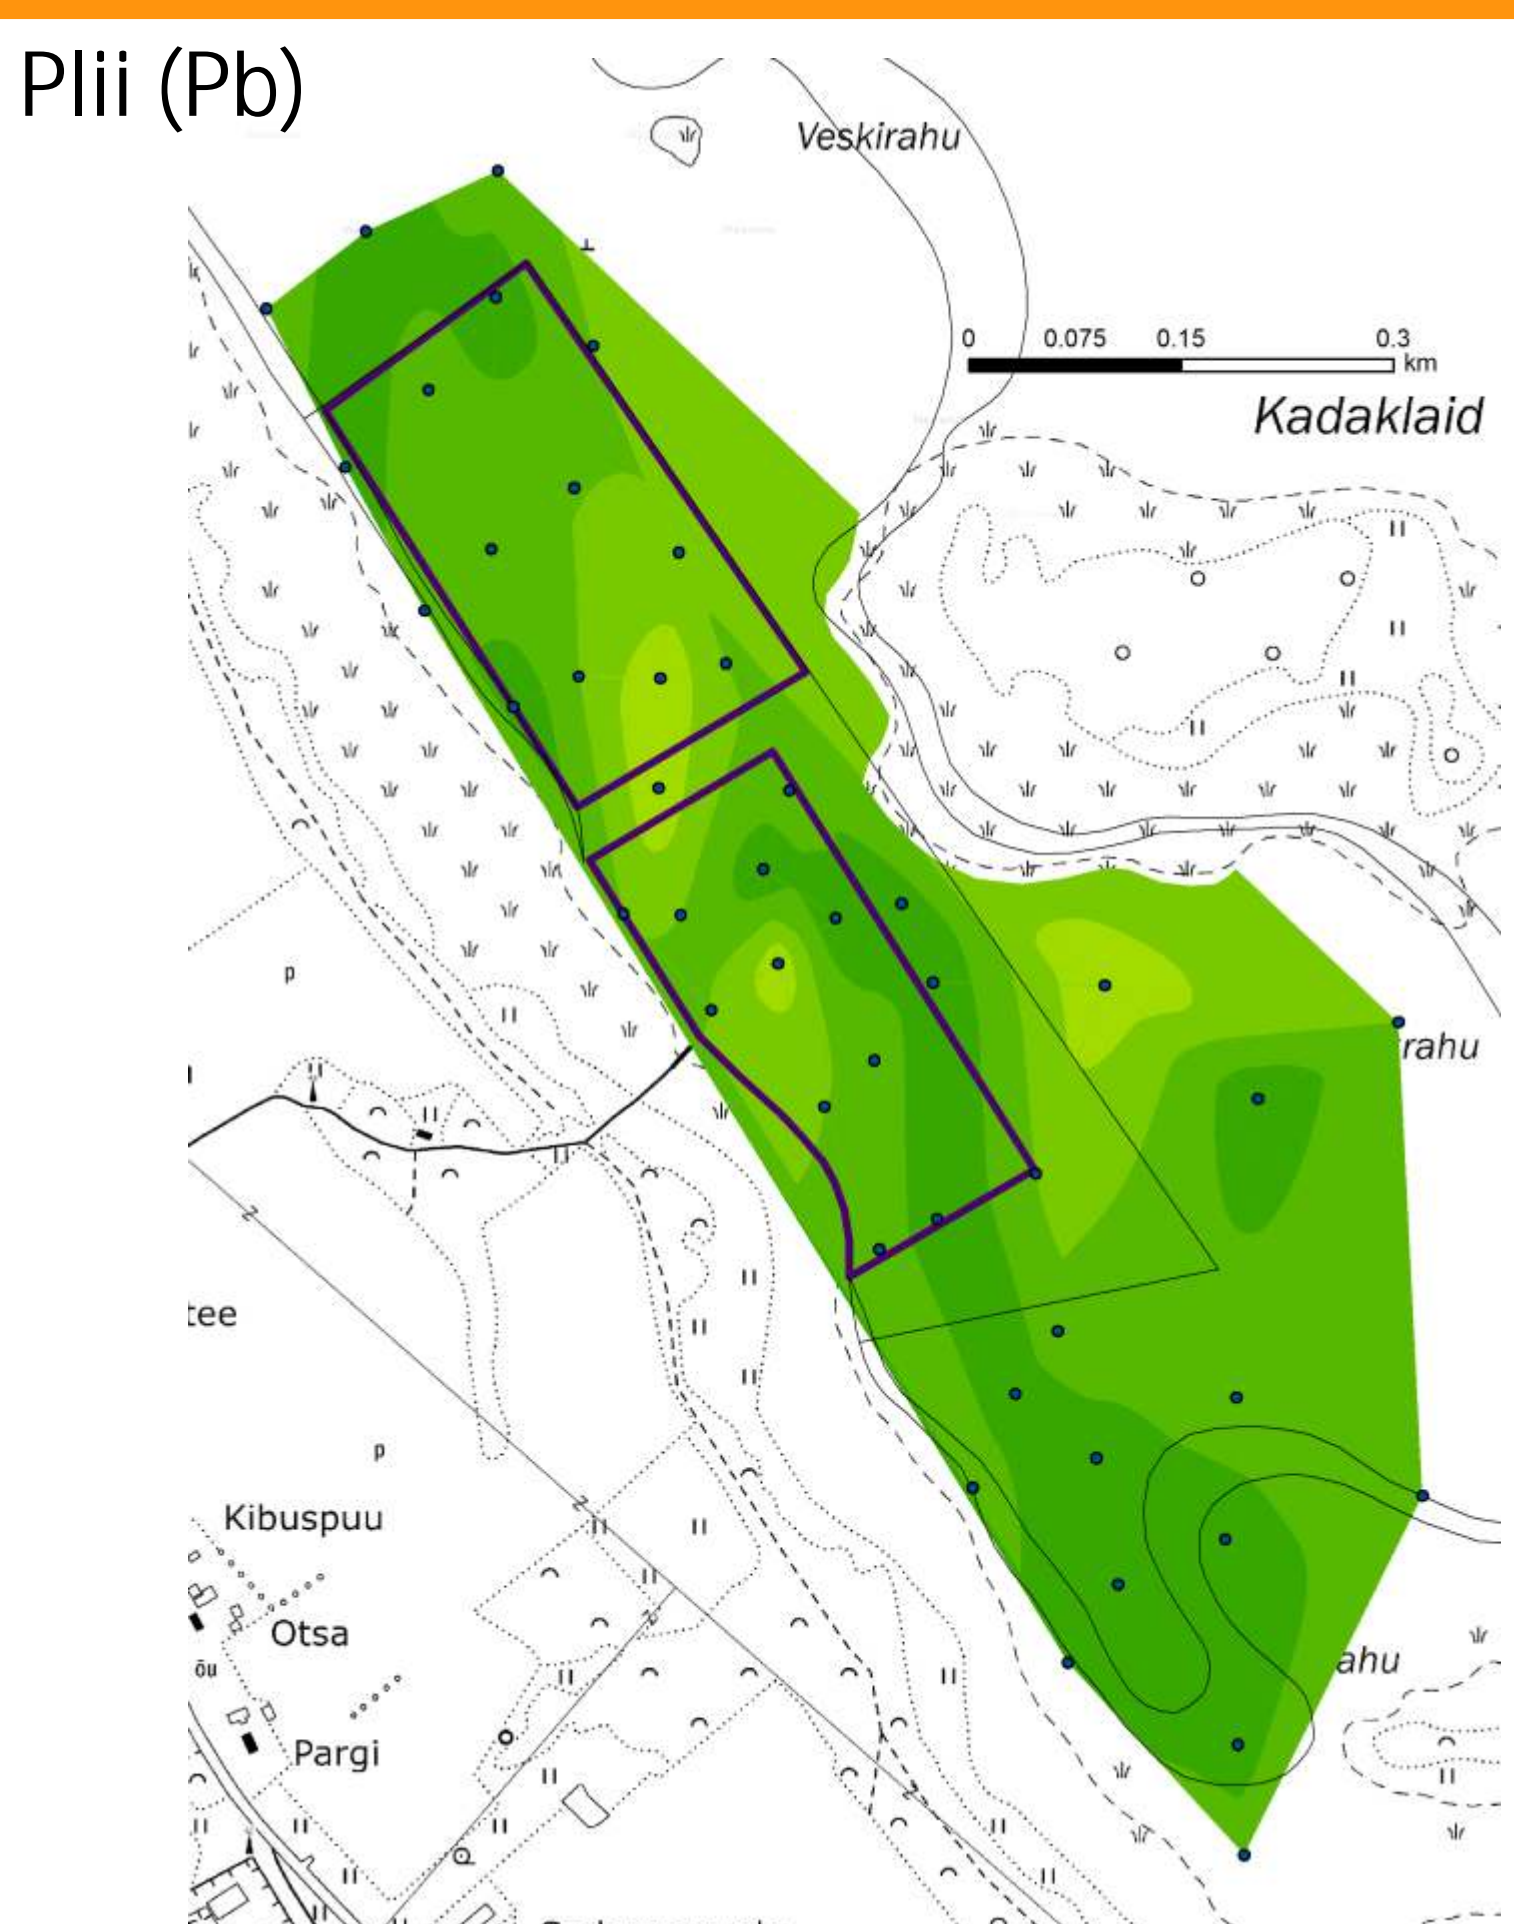 Plii (Pb)
Veskirahu
0 0.075 0.15 0.3
km
Kadaklaid
p
rahu
tee
p
Kibuspuu
Otsa
õu
ahu
Pargi